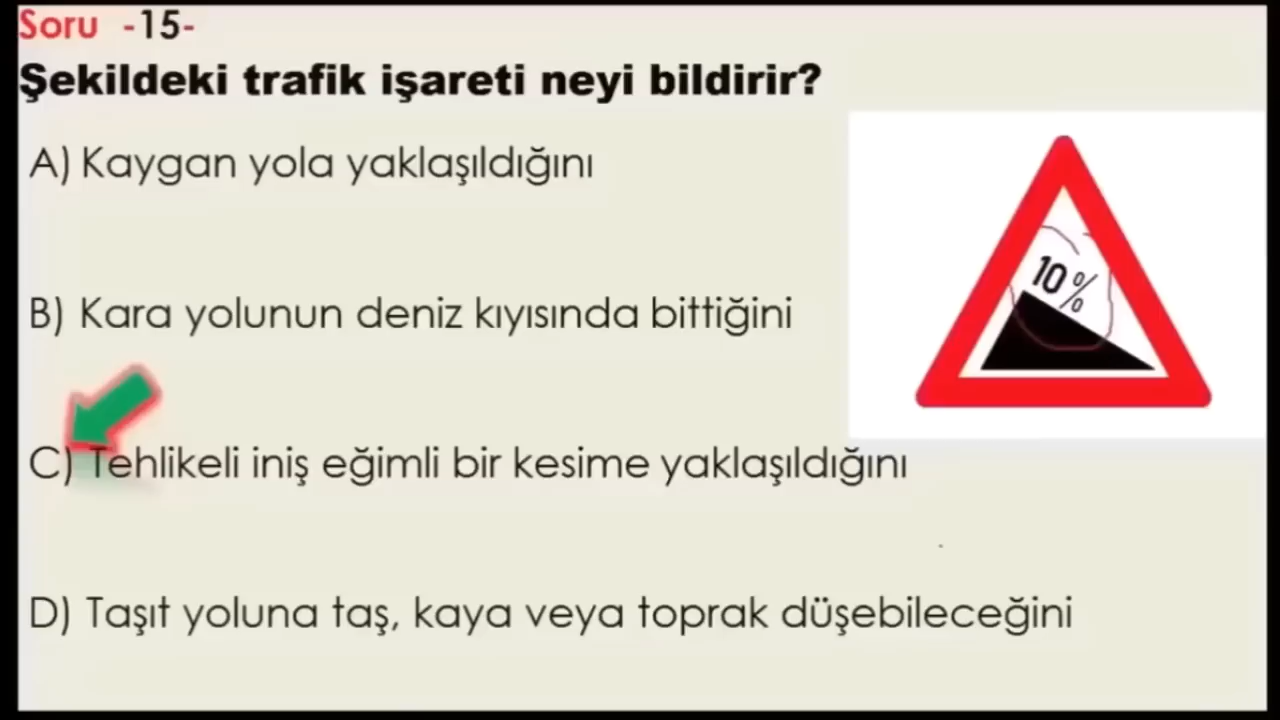 Soru -15-
Şekildeki trafik işareti neyi bildirir?
A) Kaygan yola yaklaşıldığını
10%
B) Kara yolunun deniz kıyısında bittiğini
C) Tehlikeli iniş eğimli bir kesime yaklaşıldığını
D) Taşıt yoluna taş, kaya veya toprak düşebileceğini